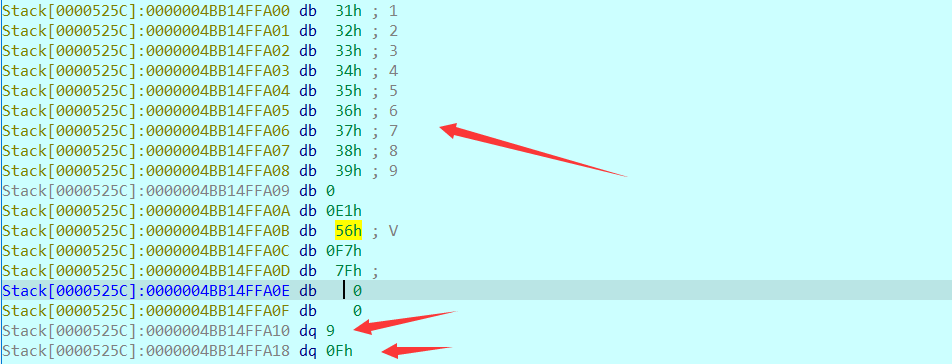 Stack[0000525C]:0000004BB14FFA00 db  31h ; 1
Stack[0000525C]:0000004BB14FFA01 db  32h ; 2
Stack[0000525C]:0000004BB14FFA02 db  33h ; 3
Stack[0000525C]:0000004BB14FFA03 db  34h ; 4
Stack[0000525C]:0000004BB14FFA04 db  35h ; 5
Stack[0000525C]:0000004BB14FFA05 db  36h ; 6
Stack[0000525C]:0000004BB14FFA06 db  37h ; 7
Stack[0000525C]:0000004BB14FFA07 db  38h ; 8
Stack[0000525C]:0000004BB14FFA08 db  39h ; 9
Stack[0000525C]:0000004BB14FFA09 db 0
Stack[0000525C]:0000004BB14FFA0A db 0E1h
Stack[0000525C]:0000004BB14FFA0B db  56h ; V
Stack[0000525C]:0000004BB14FFA0C db 0F7h
Stack[0000525C]:0000004BB14FFA0D db  7Fh ;
Stack[0000525C]:0000004BB14FFA0E db    0
Stack[0000525C]:0000004BB14FFA0F db    0
Stack[0000525C]:0000004BB14FFA10 dq 9
Stack[0000525C]:0000004BB14FFA18 dq 0Fh